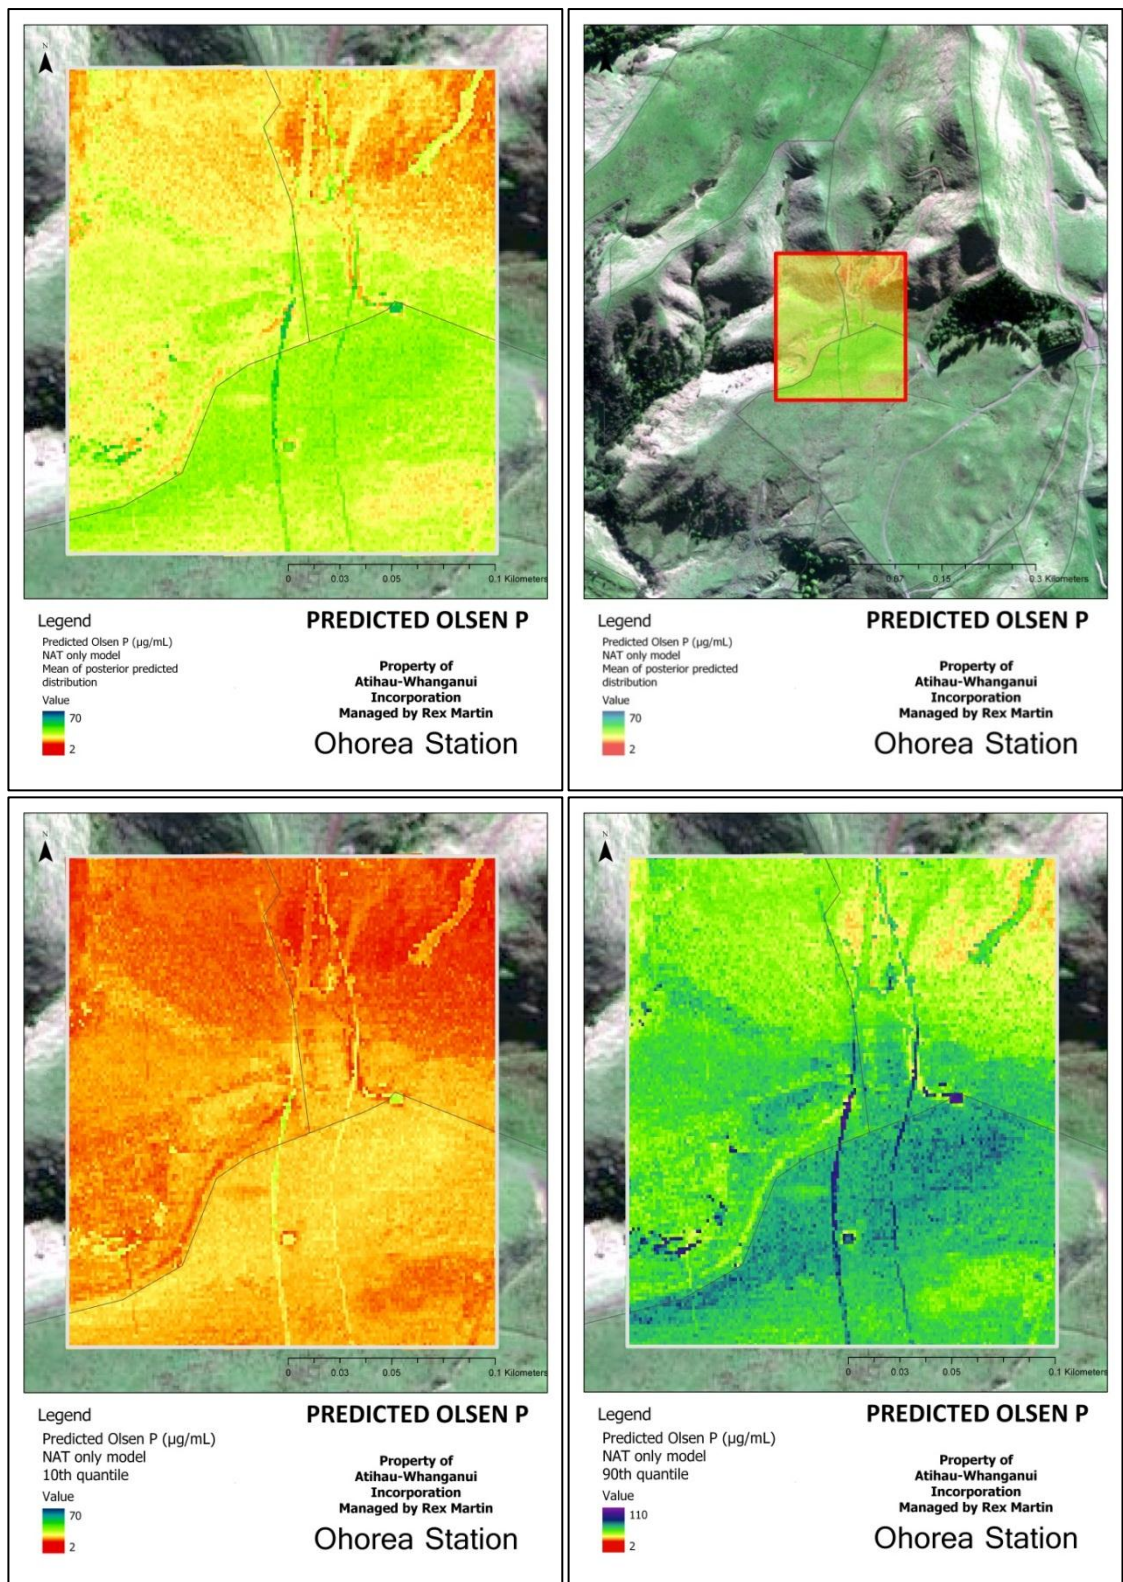 N
0 0.03 0.05 0.1 Kilometers
Legend
Predicted Olsen P (µg/mL)
NAT only model
Mean of posterior predicted
distribution
Value
70
2
PREDICTED OLSEN P
Property of
Atihau-Whanganui
Incorporation
Managed by Rex Martin
Ohorea Station
0.07 0.15 0.3 Kilometers
Legend
Predicted Olsen P (µg/mL)
NAT only model
Mean of posterior predicted
distribution
Value
70
2
PREDICTED OLSEN P
Property of
Atihau-Whanganui
Incorporation
Managed by Rex Martin
Ohorea Station
N
0 0.03 0.05 0.1 Kilometers
Legend
Predicted Olsen P (µg/mL)
NAT only model
10th quantile
Value
70
2
PREDICTED OLSEN P
Property of
Atihau-Whanganui
Incorporation
Managed by Rex Martin
Ohorea Station
N
0 0.03 0.05 0.1 Kilometers
Legend
Predicted Olsen P (µg/mL)
NAT only model
90th quantile
Value
110
2
PREDICTED OLSEN P
Property of
Atihau-Whanganui
Incorporation
Managed by Rex Martin
Ohorea Station